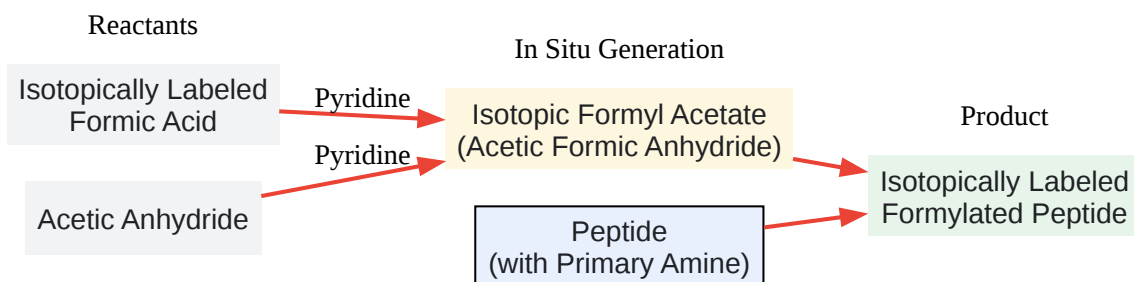 Reactants
In Situ Generation
Product
Isotopically Labeled
Formic Acid
Pyridine
Pyridine
Acetic Anhydride
Isotopic Formyl Acetate
(Acetic Formic Anhydride)
Peptide
(with Primary Amine)
Isotopically Labeled
Formylated Peptide